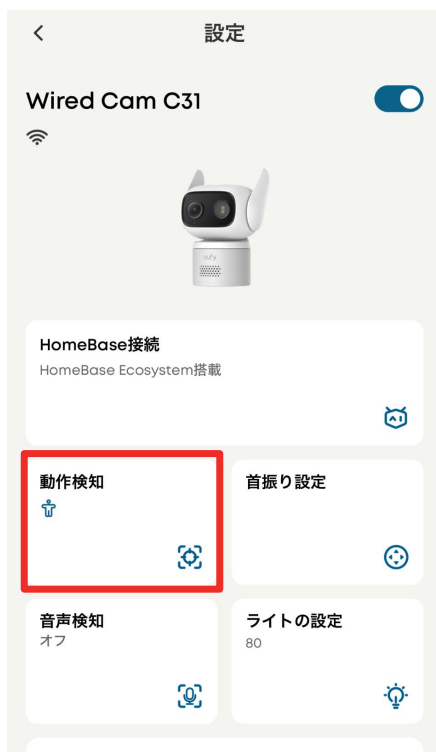 設定
Wired Cam C31
eufy
HomeBase接続
HomeBase Ecosystem搭載
動作検知
首振り設定
音声検知
オフ
ライトの設定
80